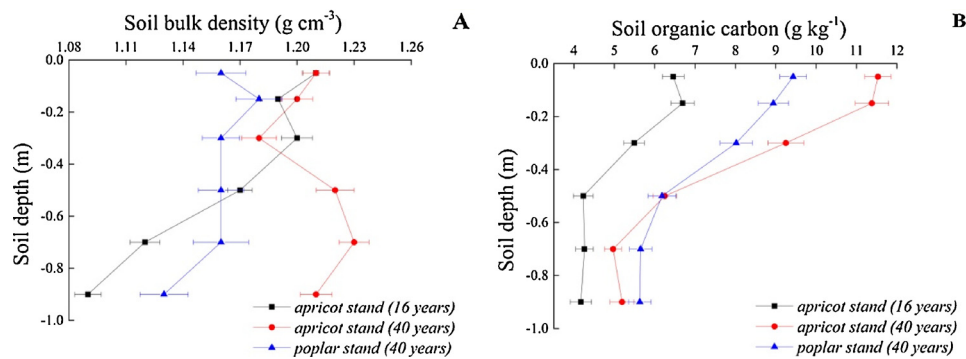 Soil bulk density (g cm⁻³)
A
1.08 1.11 1.14 1.17 1.20 1.23 1.26
0.0
-0.2
-0.4
-0.6
-0.8
-1.0
Soil depth (m)
apricot stand (16 years)
apricot stand (40 years)
poplar stand (40 years)
Soil organic carbon (g kg⁻¹)
B
4 5 6 7 8 9 10 11 12
0.0
-0.2
-0.4
-0.6
-0.8
-1.0
Soil depth (m)
apricot stand (16 years)
apricot stand (40 years)
poplar stand (40 years)